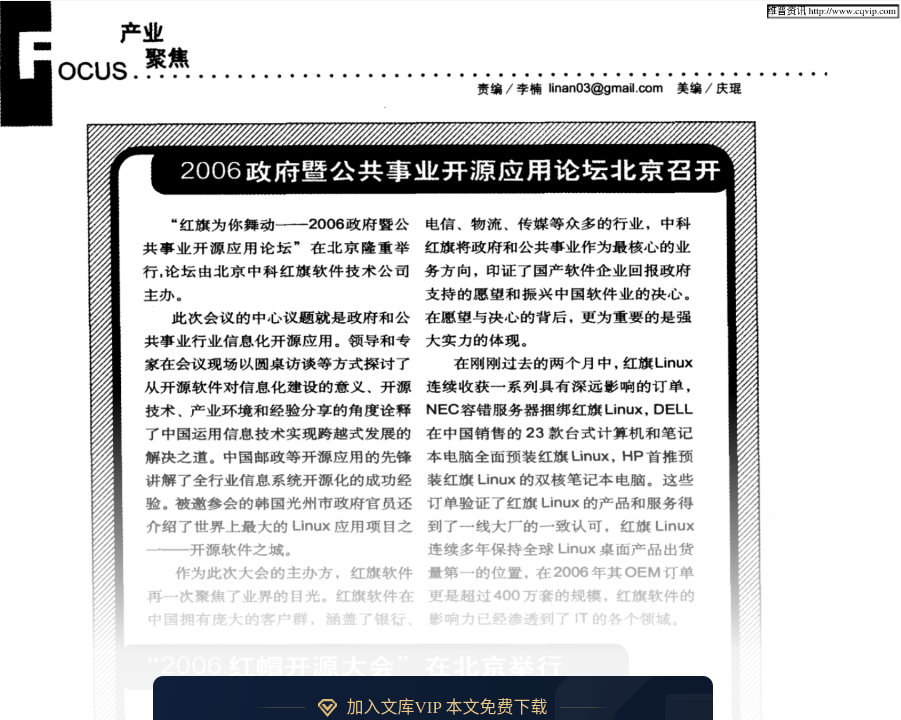 维普资讯 http://www.cqvip.com
产业
聚焦
FOCUS
责编／李楠 linan03@gmail.com 美编／庆琨
2006政府暨公共事业开源应用论坛北京召开
“红旗为你舞动——2006政府暨公
共事业开源应用论坛”在北京隆重举
行,论坛由北京中科红旗软件技术公司
主办。
此次会议的中心议题就是政府和公
共事业行业信息化开源应用。领导和专
家在会议现场以圆桌访谈等方式探讨了
从开源软件对信息化建设的意义、开源
技术、产业环境和经验分享的角度诠释
了中国运用信息技术实现跨越式发展的
解决之道。中国邮政等开源应用的先锋
讲解了全行业信息系统开源化的成功经
验。被邀参会的韩国光州市政府官员还
介绍了世界上最大的 Linux 应用项目之
一——开源软件之城。
作为此次大会的主办方，红旗软件
再一次聚焦了业界的目光。红旗软件在
中国拥有庞大的客户群，涵盖了银行、
电信、物流、传媒等众多的行业，中科
红旗将政府和公共事业作为最核心的业
务方向，印证了国产软件企业回报政府
支持的愿望和振兴中国软件业的决心。
在愿望与决心的背后，更为重要的是强
大实力的体现。
在刚刚过去的两个月中，红旗Linux
连续收获一系列具有深远影响的订单，
NEC容错服务器捆绑红旗Linux，DELL
在中国销售的 23 款台式计算机和笔记
本电脑全面预装红旗 Linux，HP 首推预
装红旗 Linux 的双核笔记本电脑。这些
订单验证了红旗 Linux 的产品和服务得
到了一线大厂的一致认可，红旗 Linux
连续多年保持全球 Linux 桌面产品出货
量第一的位置，在2006年其OEM订单
更是超过400万套的规模，红旗软件的
影响力已经渗透到了 IT 的各个领域。
“2006 红帽开源大会”在北京举行
加入文库VIP 本文免费下载